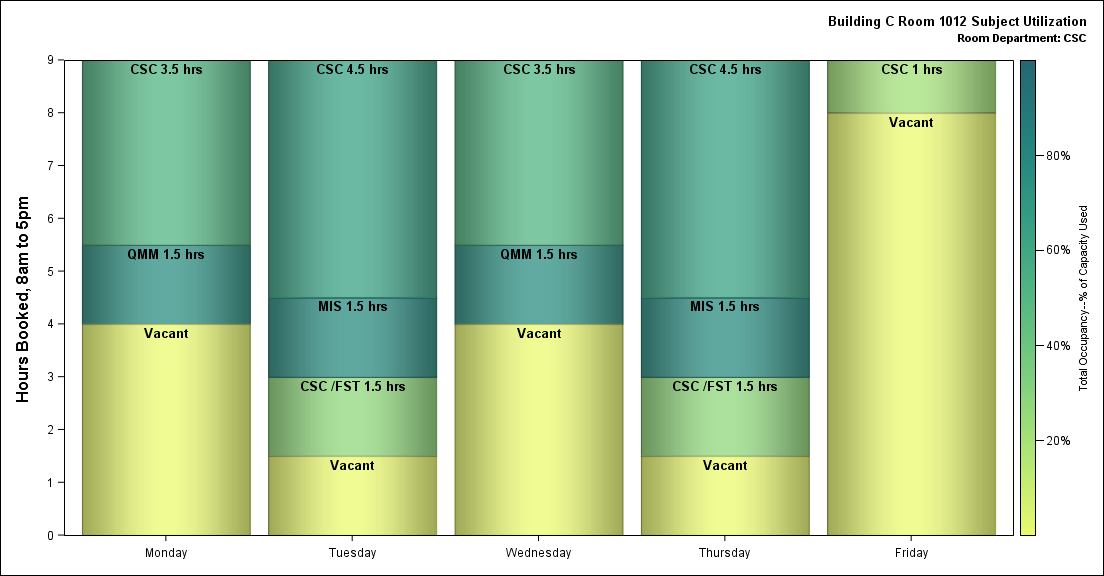 Building C Room 1012 Subject Utilization
Room Department: CSC
Hours Booked, 8am to 5pm
9
8
7
6
5
4
3
2
1
0
CSC 3.5 hrs
QMM 1.5 hrs
Vacant
CSC 4.5 hrs
MIS 1.5 hrs
CSC /FST 1.5 hrs
Vacant
CSC 3.5 hrs
QMM 1.5 hrs
Vacant
CSC 4.5 hrs
MIS 1.5 hrs
CSC /FST 1.5 hrs
Vacant
CSC 1 hrs
Vacant
Monday
Tuesday
Wednesday
Thursday
Friday
80%
60%
40%
20%
Total Occupancy--% of Capacity Used